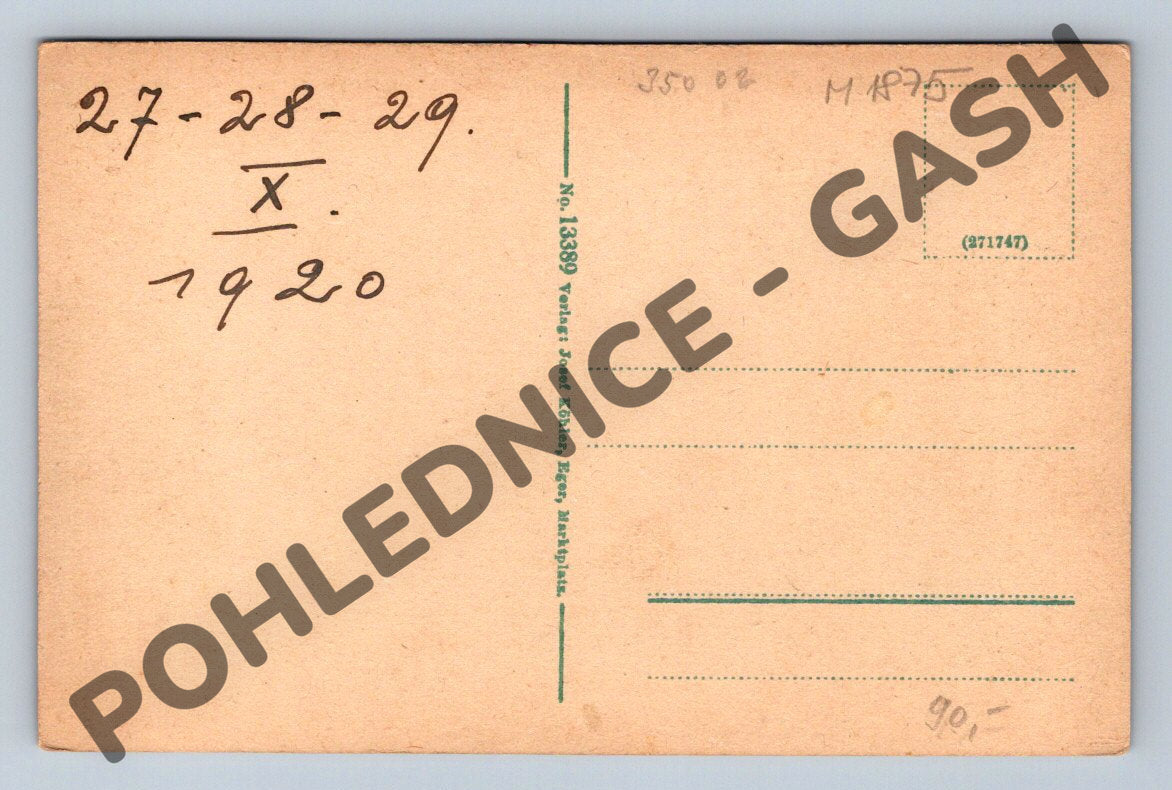 27 - 28 - 29.
X.
1920
No. 13389 Verlag: Josef Köhler, Eger, Marktplatz.
350 02
M 1875
(271747)
90,-
POHLEDNICE - GASH